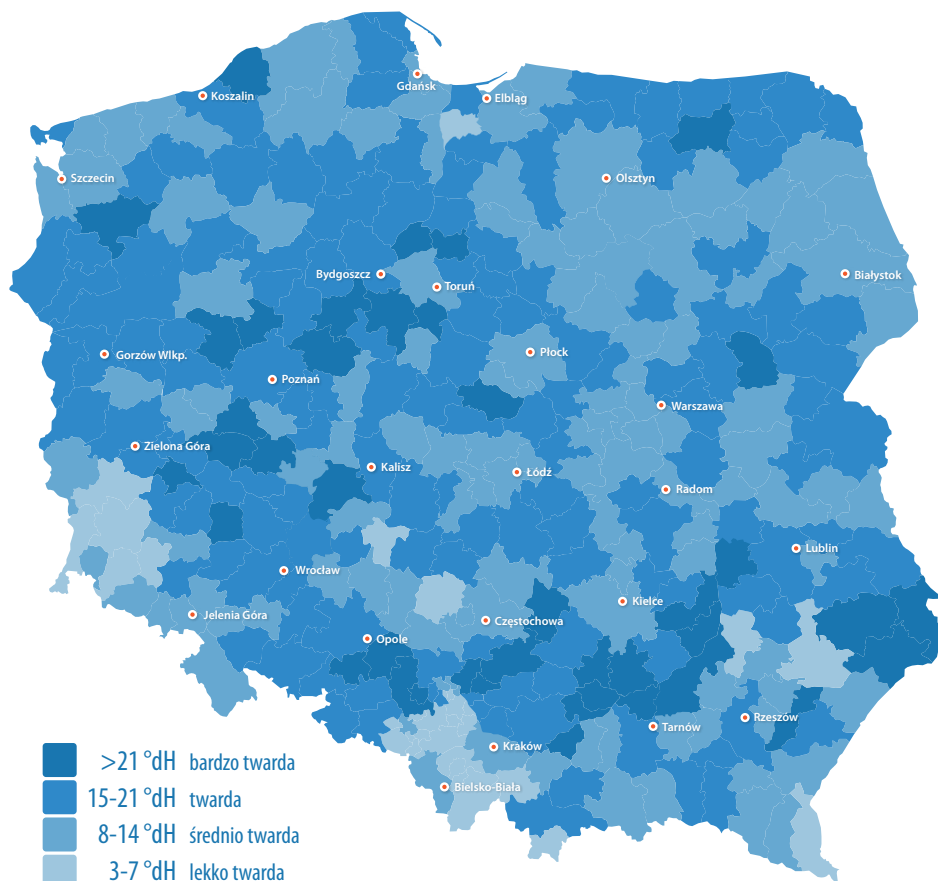 Gdańsk
Koszalin
Elbląg
Szczecin
Olsztyn
Bydgoszcz
Białystok
Toruń
Gorzów Wlkp.
Płock
Poznań
Warszawa
Zielona Góra
Kalisz
Łódź
Radom
Lublin
Wrocław
Kielce
Jelenia Góra
Częstochowa
Opole
Rzeszów
Tarnów
Kraków
Bielsko-Biała
>21 °dH bardzo twarda
15-21 °dH twarda
8-14 °dH średnio twarda
3-7 °dH lekko twarda